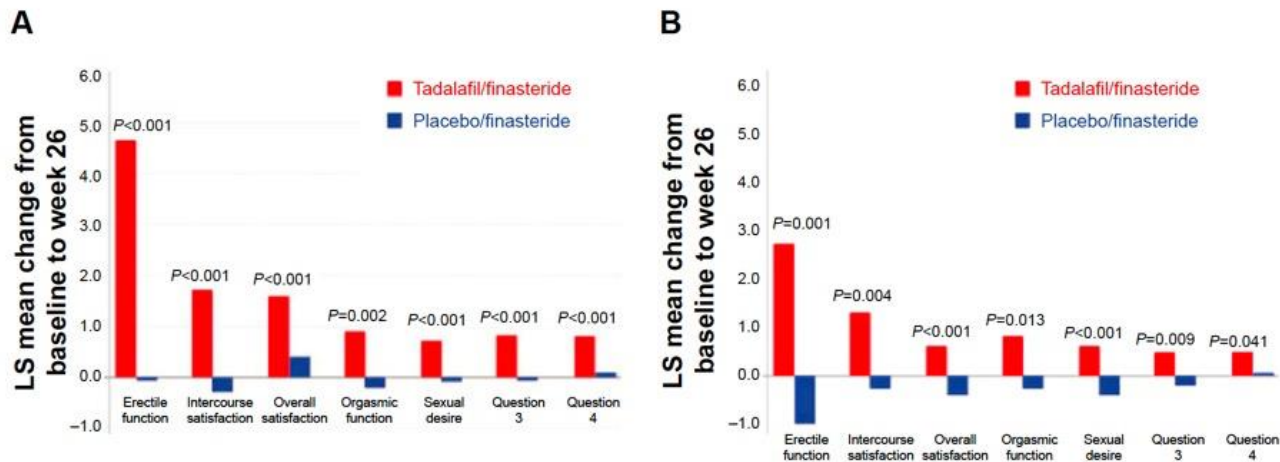 A
LS mean change from
baseline to week 26
6.0
5.0
4.0
3.0
2.0
1.0
0.0
–1.0
Tadalafil/finasteride
Placebo/finasteride
P<0.001
P<0.001
P<0.001
P=0.002
P<0.001
P<0.001
P<0.001
Erectile
function
Intercourse
satisfaction
Overall
satisfaction
Orgasmic
function
Sexual
desire
Question
3
Question
4
B
LS mean change from
baseline to week 26
6.0
5.0
4.0
3.0
2.0
1.0
0.0
–1.0
Tadalafil/finasteride
Placebo/finasteride
P=0.001
P=0.004
P<0.001
P=0.013
P<0.001
P=0.009
P=0.041
Erectile
function
Intercourse
satisfaction
Overall
satisfaction
Orgasmic
function
Sexual
desire
Question
3
Question
4